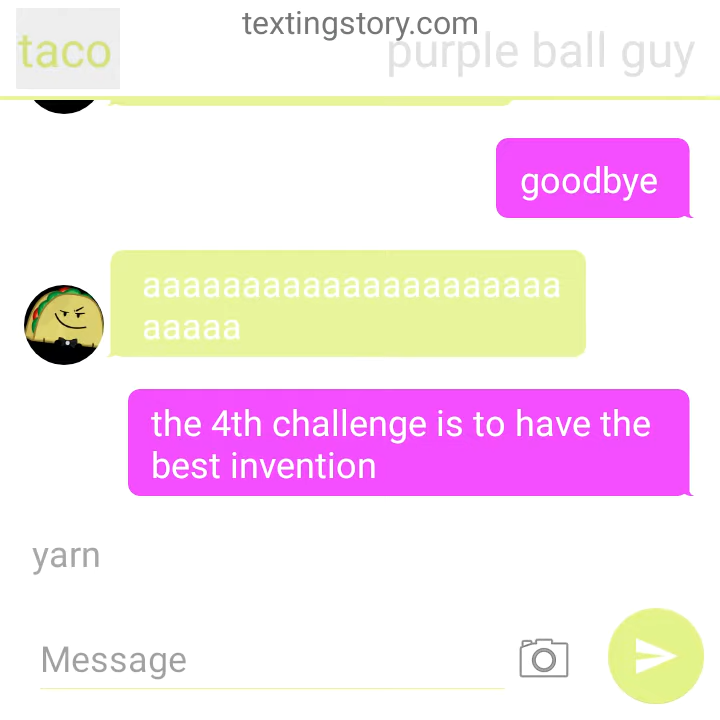 textingstory.com
taco
purple ball guy
goodbye
aaaaaaaaaaaaaaaaaaaaa
aaaaa
the 4th challenge is to have the
best invention
yarn
Message